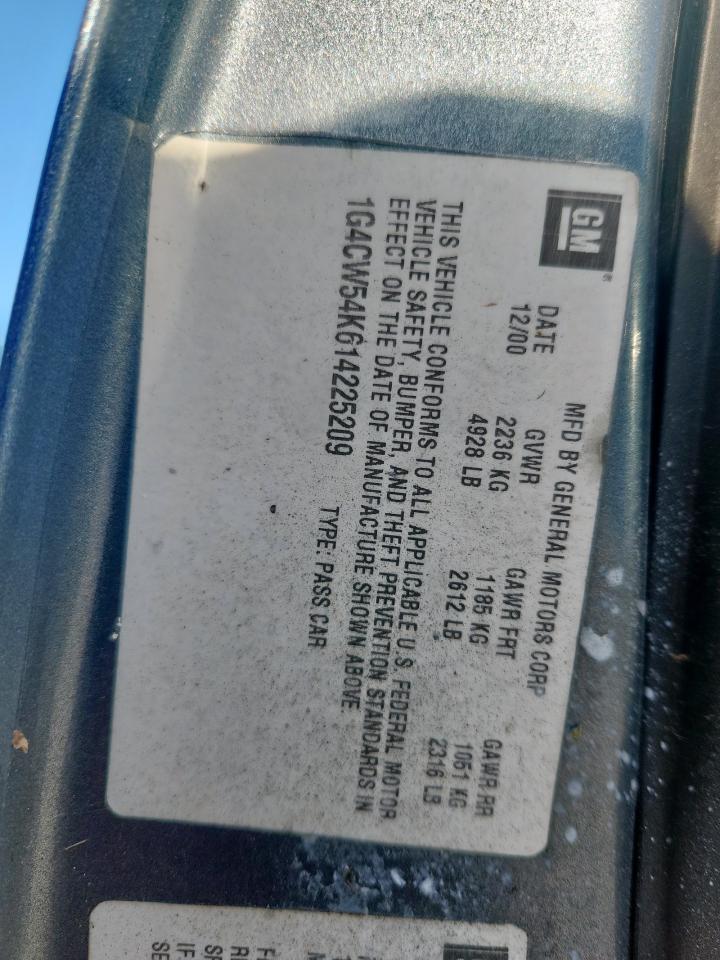 GM
MFD BY GENERAL MOTORS CORP
DATE GVWR GAWR FRT GAWR RR
12/00 2236 KG 1185 KG 1051 KG
4928 LB 2612 LB 2316 LB
THIS VEHICLE CONFORMS TO ALL APPLICABLE U.S. FEDERAL MOTOR
VEHICLE SAFETY, BUMPER, AND THEFT PREVENTION STANDARDS IN
EFFECT ON THE DATE OF MANUFACTURE SHOWN ABOVE.
1G4CW54K614225209 TYPE: PASS CAR
IF
SE